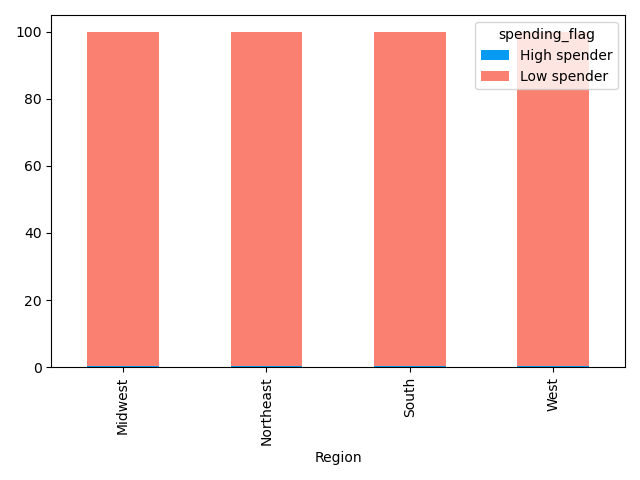 100
80
60
40
20
0
spending_flag
High spender
Low spender
Midwest
Northeast
South
West
Region